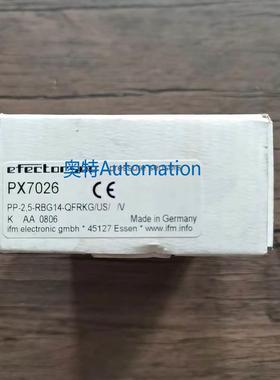 efector
奥特Automation
PX7026 CE
PP-2,5-RBG14-QFRKG/US/ /V
K AA 0806 Made in Germany
ifm electronic gmbh * 45127 Essen * www.ifm.info